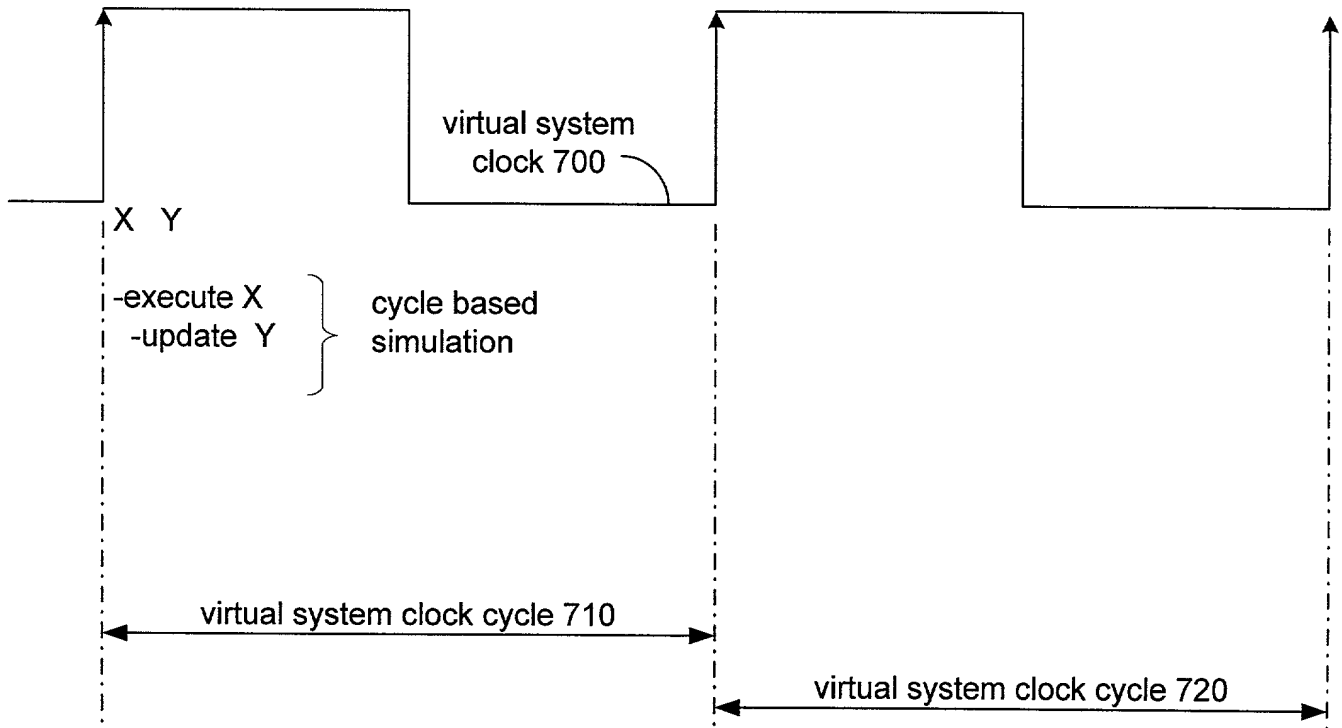 virtual system
clock 700
X Y
-execute X
-update Y
cycle based
simulation
virtual system clock cycle 710
virtual system clock cycle 720